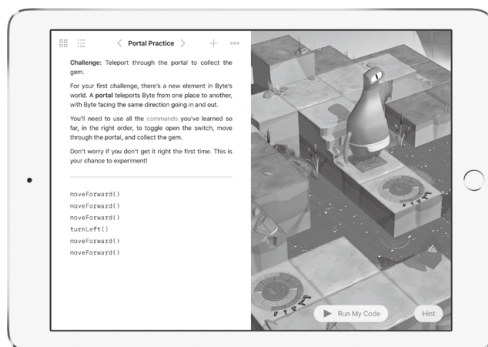 Portal Practice
Challenge: Teleport through the portal to collect the
gem.
For your first challenge, there's a new element in Byte's
world. A portal teleports Byte from one place to another,
with Byte facing the same direction going in and out.
You'll need to use all the commands you've learned so
far, in the right order, to toggle open the switch, move
through the portal, and collect the gem.
Don't worry if you don't get it right the first time. This is
your chance to experiment!
moveForward()
moveForward()
moveForward()
turnLeft()
moveForward()
moveForward()
Run My Code
Hint